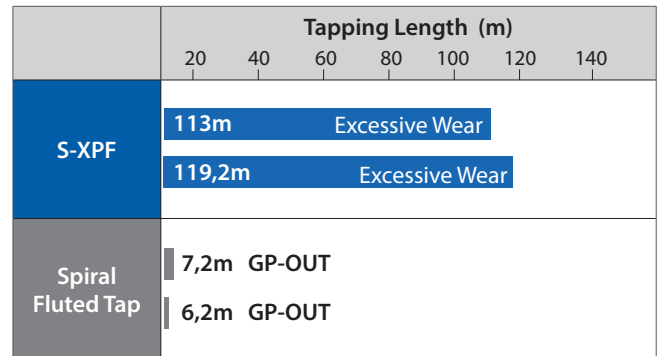 Tapping Length (m)
20 40 60 80 100 120 140
S-XPF
113m Excessive Wear
119,2m Excessive Wear
Spiral
Fluted Tap
7,2m GP-OUT
6,2m GP-OUT